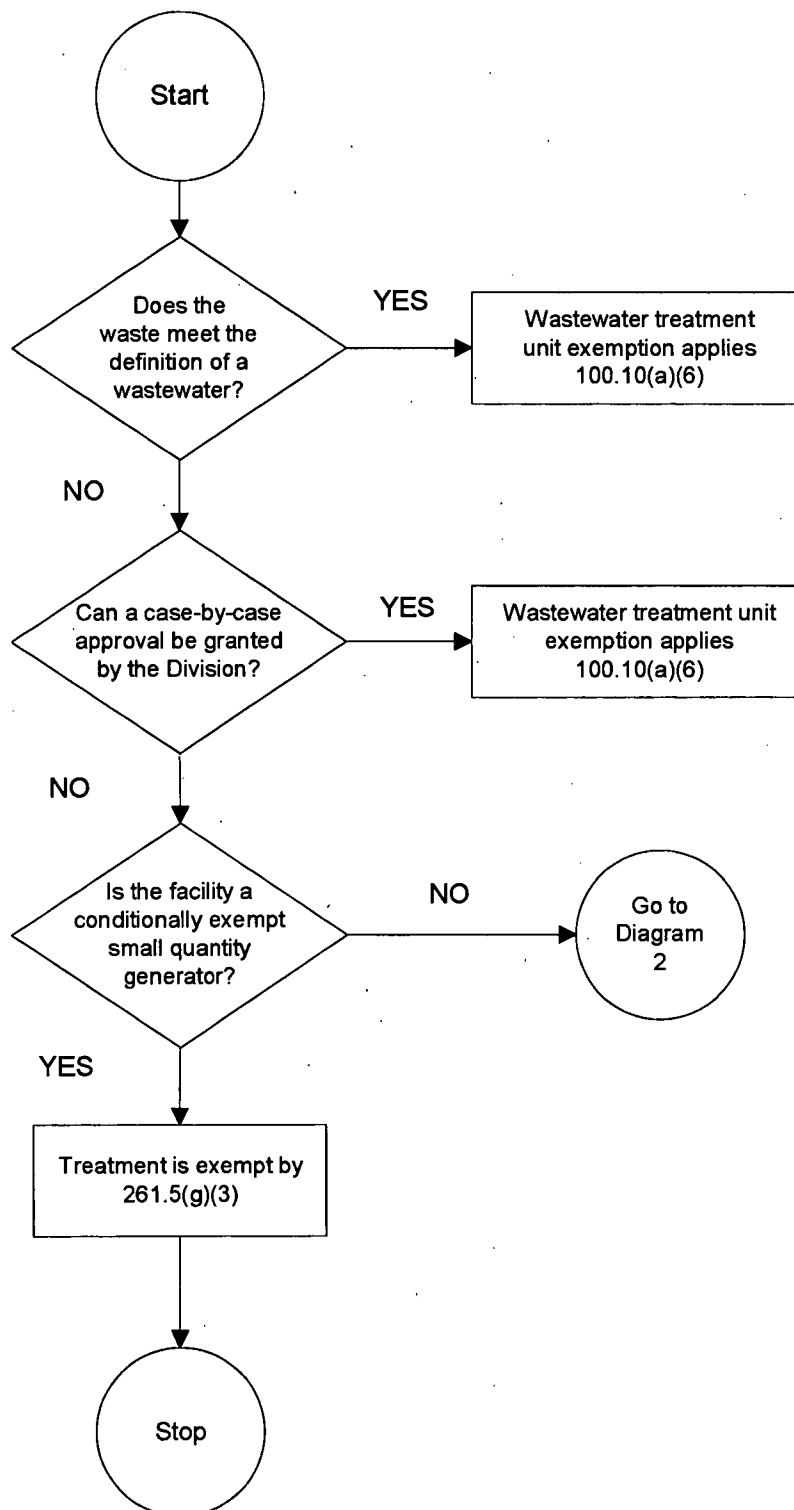 Start
Does the
waste meet the
definition of a
wastewater?
YES
Wastewater treatment
unit exemption applies
100.10(a)(6)
NO
Can a case-by-case
approval be granted
by the Division?
YES
Wastewater treatment unit
exemption applies
100.10(a)(6)
NO
Is the facility a
conditionally exempt
small quantity
generator?
NO
Go to
Diagram
2
YES
Treatment is exempt by
261.5(g)(3)
Stop